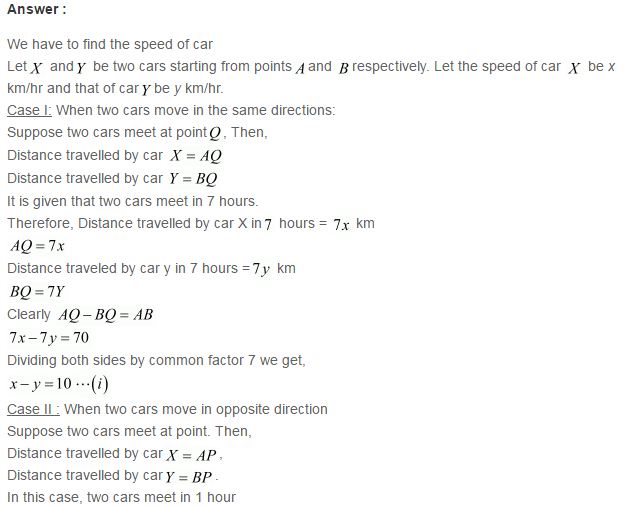 Answer :
We have to find the speed of car
Let X and Y be two cars starting from points A and B respectively. Let the speed of car X be x
km/hr and that of car Y be y km/hr.
Case I: When two cars move in the same directions:
Suppose two cars meet at point Q, Then,
Distance travelled by car X = AQ
Distance travelled by car Y = BQ
It is given that two cars meet in 7 hours.
Therefore, Distance travelled by car X in 7 hours = 7x km
AQ = 7x
Distance traveled by car y in 7 hours = 7y km
BQ = 7Y
Clearly AQ – BQ = AB
7x – 7y = 70
Dividing both sides by common factor 7 we get,
x – y = 10 ···(i)
Case II : When two cars move in opposite direction
Suppose two cars meet at point. Then,
Distance travelled by car X = AP,
Distance travelled by car Y = BP.
In this case, two cars meet in 1 hour